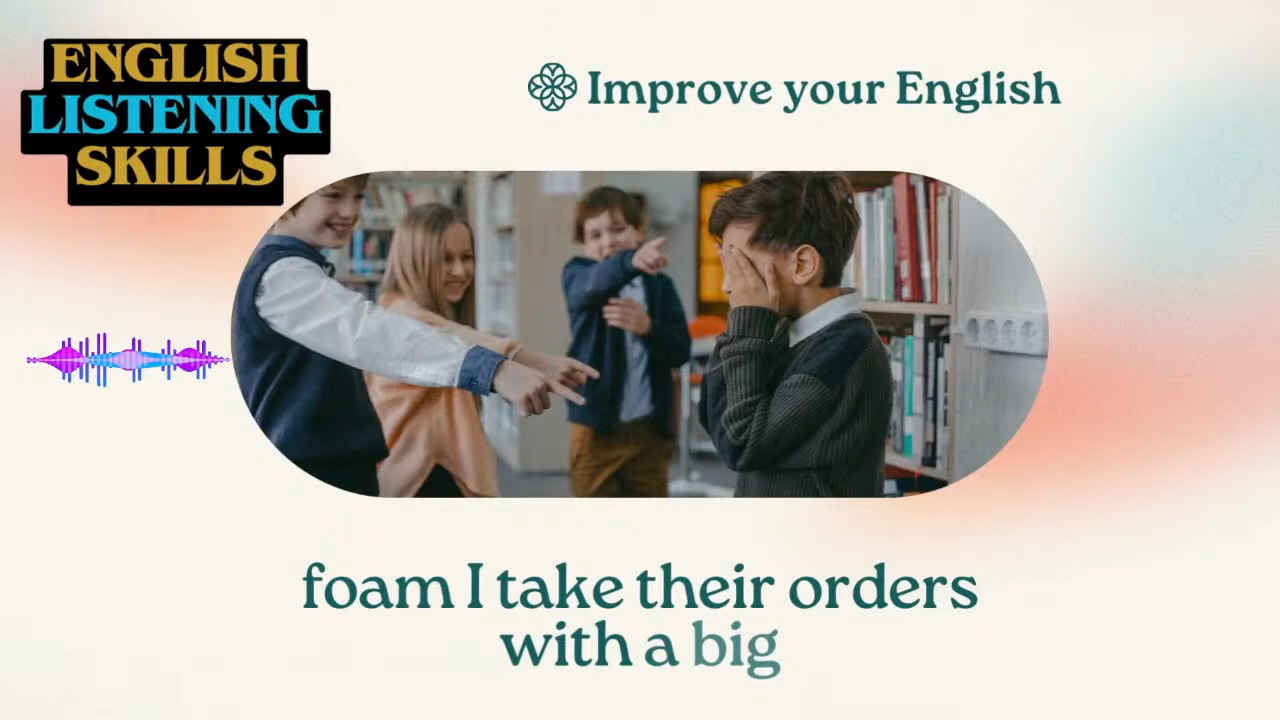 ENGLISH
LISTENING
SKILLS
Improve your English
foam I take their orders
with a big